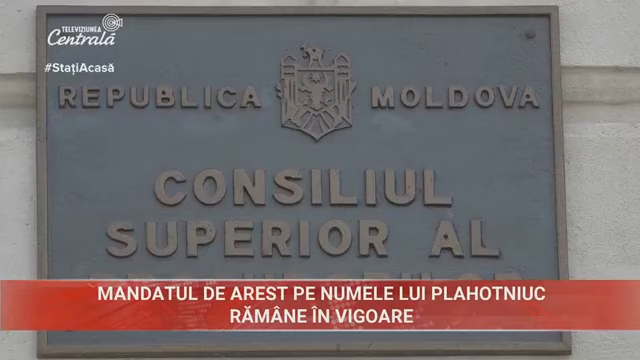 TELEVIZIUNEA
Centrală
#StațiAcasă
REPUBLICA MOLDOVA
CONSILIUL
SUPERIOR AL
MANDATUL DE AREST PE NUMELE LUI PLAHOTNIUC
RĂMÂNE ÎN VIGOARE